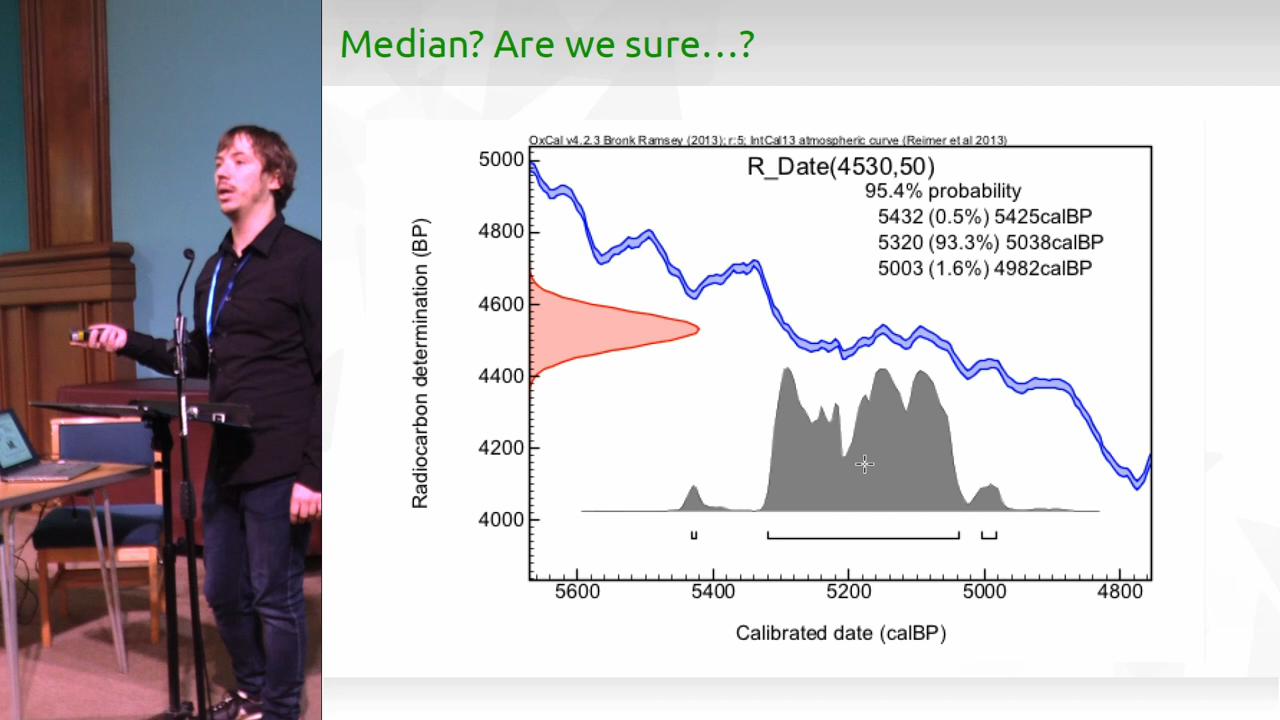 Median? Are we sure…?
OxCal v4.2.3 Bronk Ramsey (2013); r:5; IntCal13 atmospheric curve (Reimer et al 2013)
R_Date(4530,50)
95.4% probability
5432 (0.5%) 5425calBP
5320 (93.3%) 5038calBP
5003 (1.6%) 4982calBP
Radiocarbon determination (BP)
5000
4800
4600
4400
4200
4000
5600 5400 5200 5000 4800
Calibrated date (calBP)